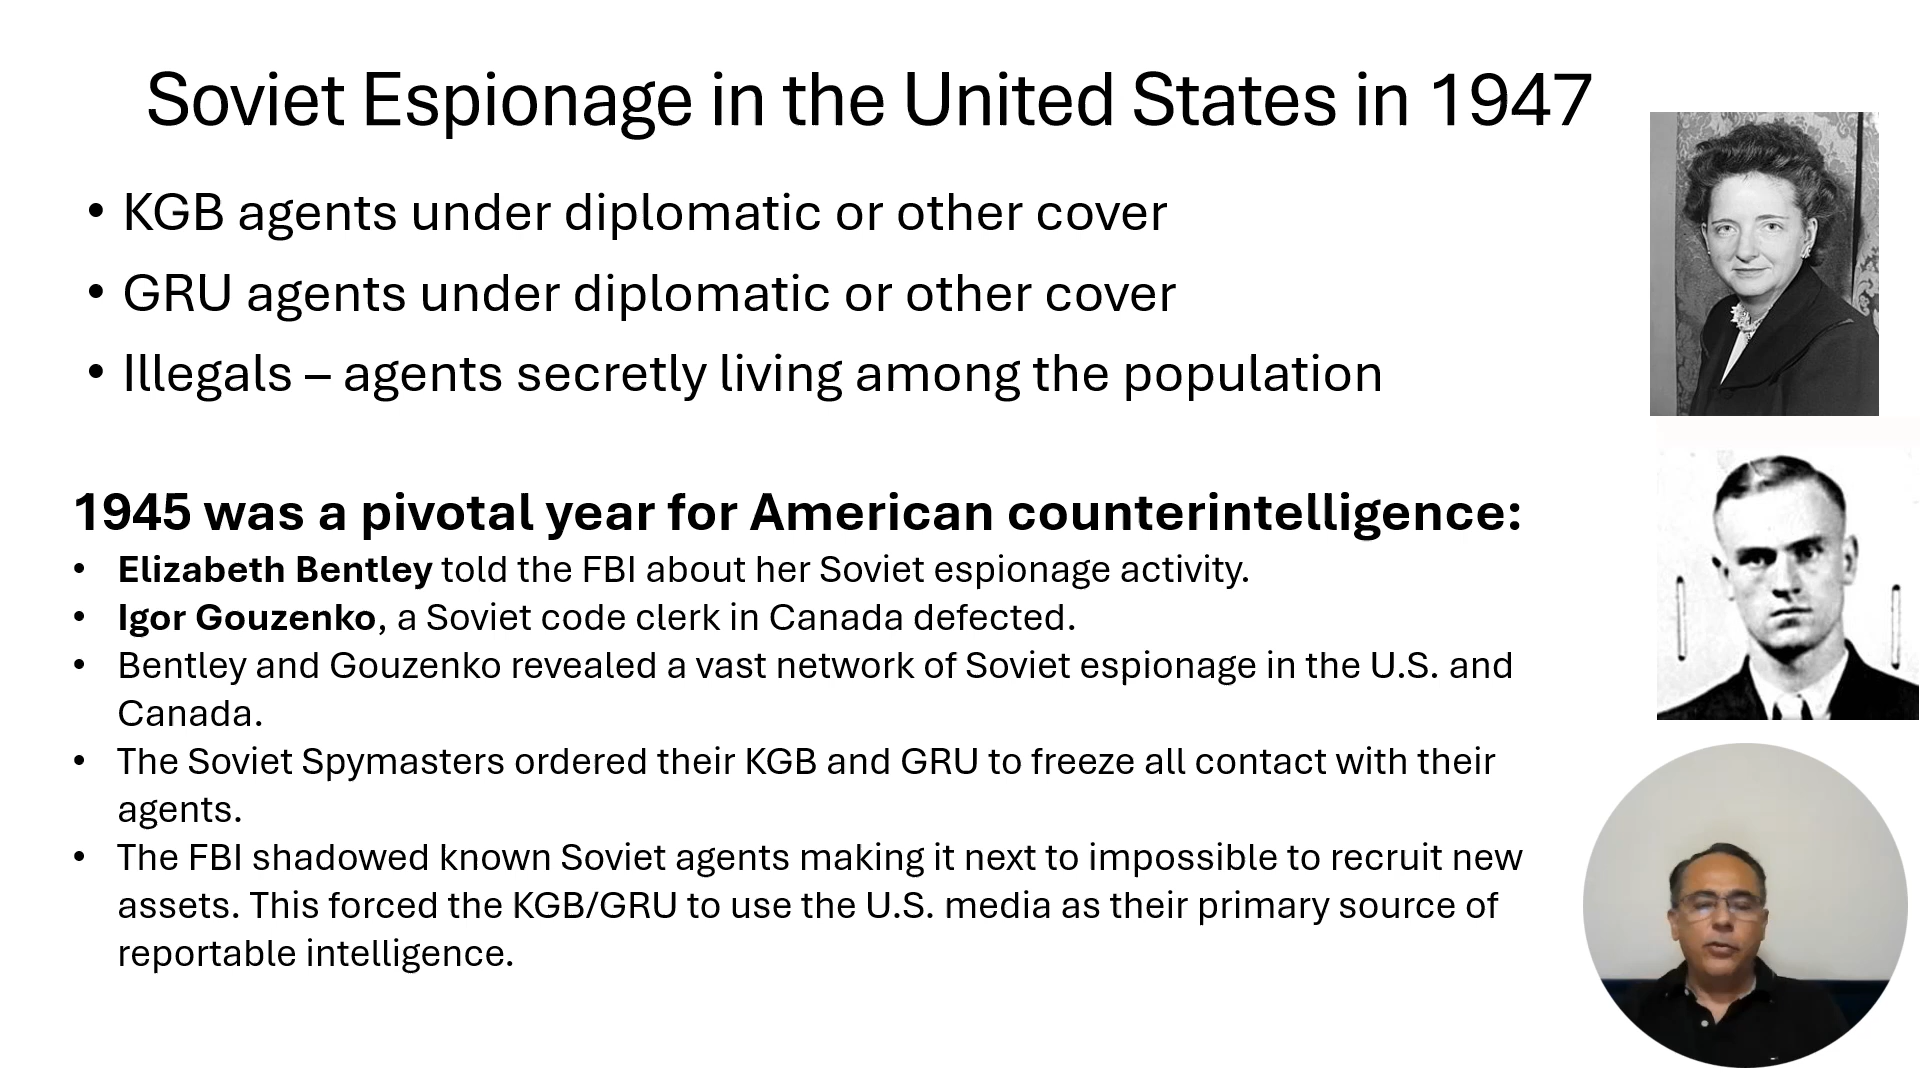 Soviet Espionage in the United States in 1947
• KGB agents under diplomatic or other cover
• GRU agents under diplomatic or other cover
• Illegals – agents secretly living among the population
1945 was a pivotal year for American counterintelligence:
• Elizabeth Bentley told the FBI about her Soviet espionage activity.
• Igor Gouzenko, a Soviet code clerk in Canada defected.
• Bentley and Gouzenko revealed a vast network of Soviet espionage in the U.S. and
Canada.
• The Soviet Spymasters ordered their KGB and GRU to freeze all contact with their
agents.
• The FBI shadowed known Soviet agents making it next to impossible to recruit new
assets. This forced the KGB/GRU to use the U.S. media as their primary source of
reportable intelligence.